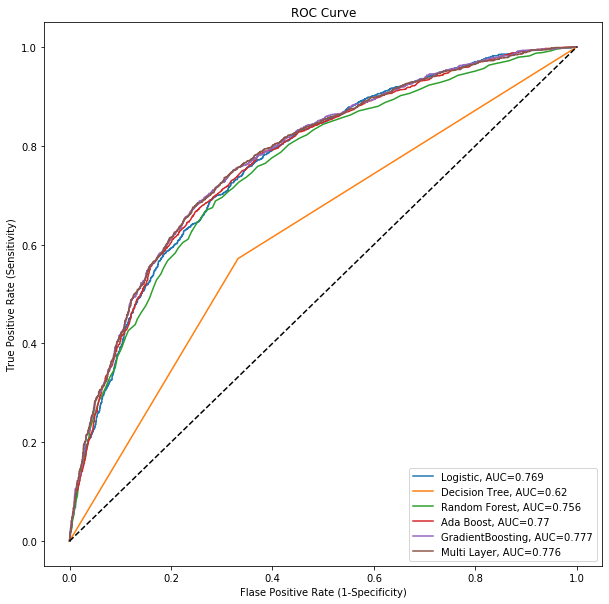 ROC Curve
True Positive Rate (Sensitivity)
1.0
0.8
0.6
0.4
0.2
0.0
0.0 0.2 0.4 0.6 0.8 1.0
Flase Positive Rate (1-Specificity)
Logistic, AUC=0.769
Decision Tree, AUC=0.62
Random Forest, AUC=0.756
Ada Boost, AUC=0.77
GradientBoosting, AUC=0.777
Multi Layer, AUC=0.776